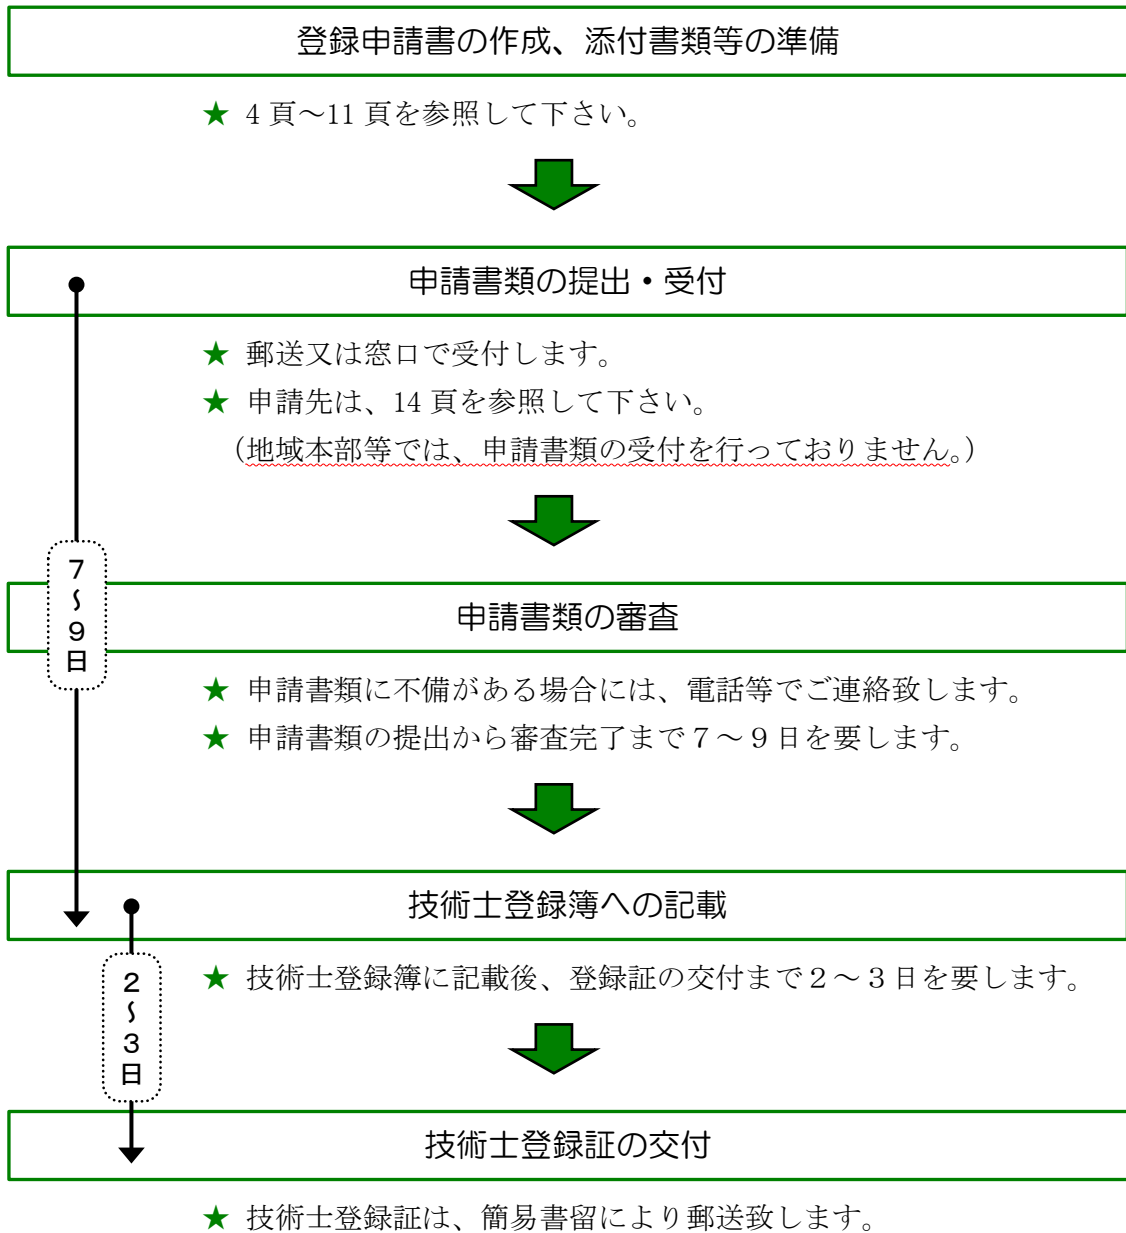 登録申請書の作成、添付書類等の準備
★ 4 頁～11 頁を参照して下さい。
申請書類の提出・受付
★ 郵送又は窓口で受付します。
★ 申請先は、14 頁を参照して下さい。
（地域本部等では、申請書類の受付を行っておりません。）
7～9日
申請書類の審査
★ 申請書類に不備がある場合には、電話等でご連絡致します。
★ 申請書類の提出から審査完了まで７～９日を要します。
技術士登録簿への記載
★ 技術士登録簿に記載後、登録証の交付まで２～３日を要します。
2～3日
技術士登録証の交付
★ 技術士登録証は、簡易書留により郵送致します。